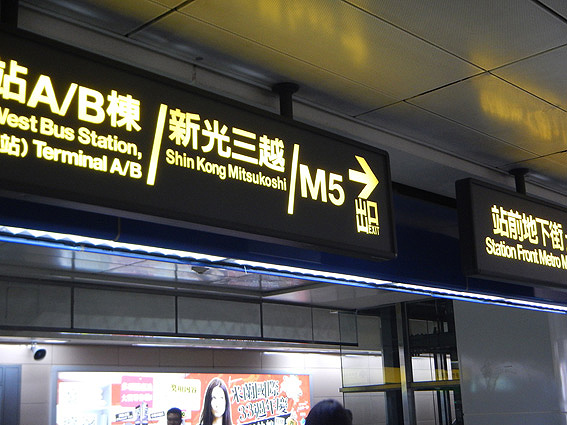 站A/B棟
West Bus Station,
站) Terminal A/B
新光三越
Shin Kong Mitsukoshi
M5
出口
EXIT
站前地下街
Station Front Metro M